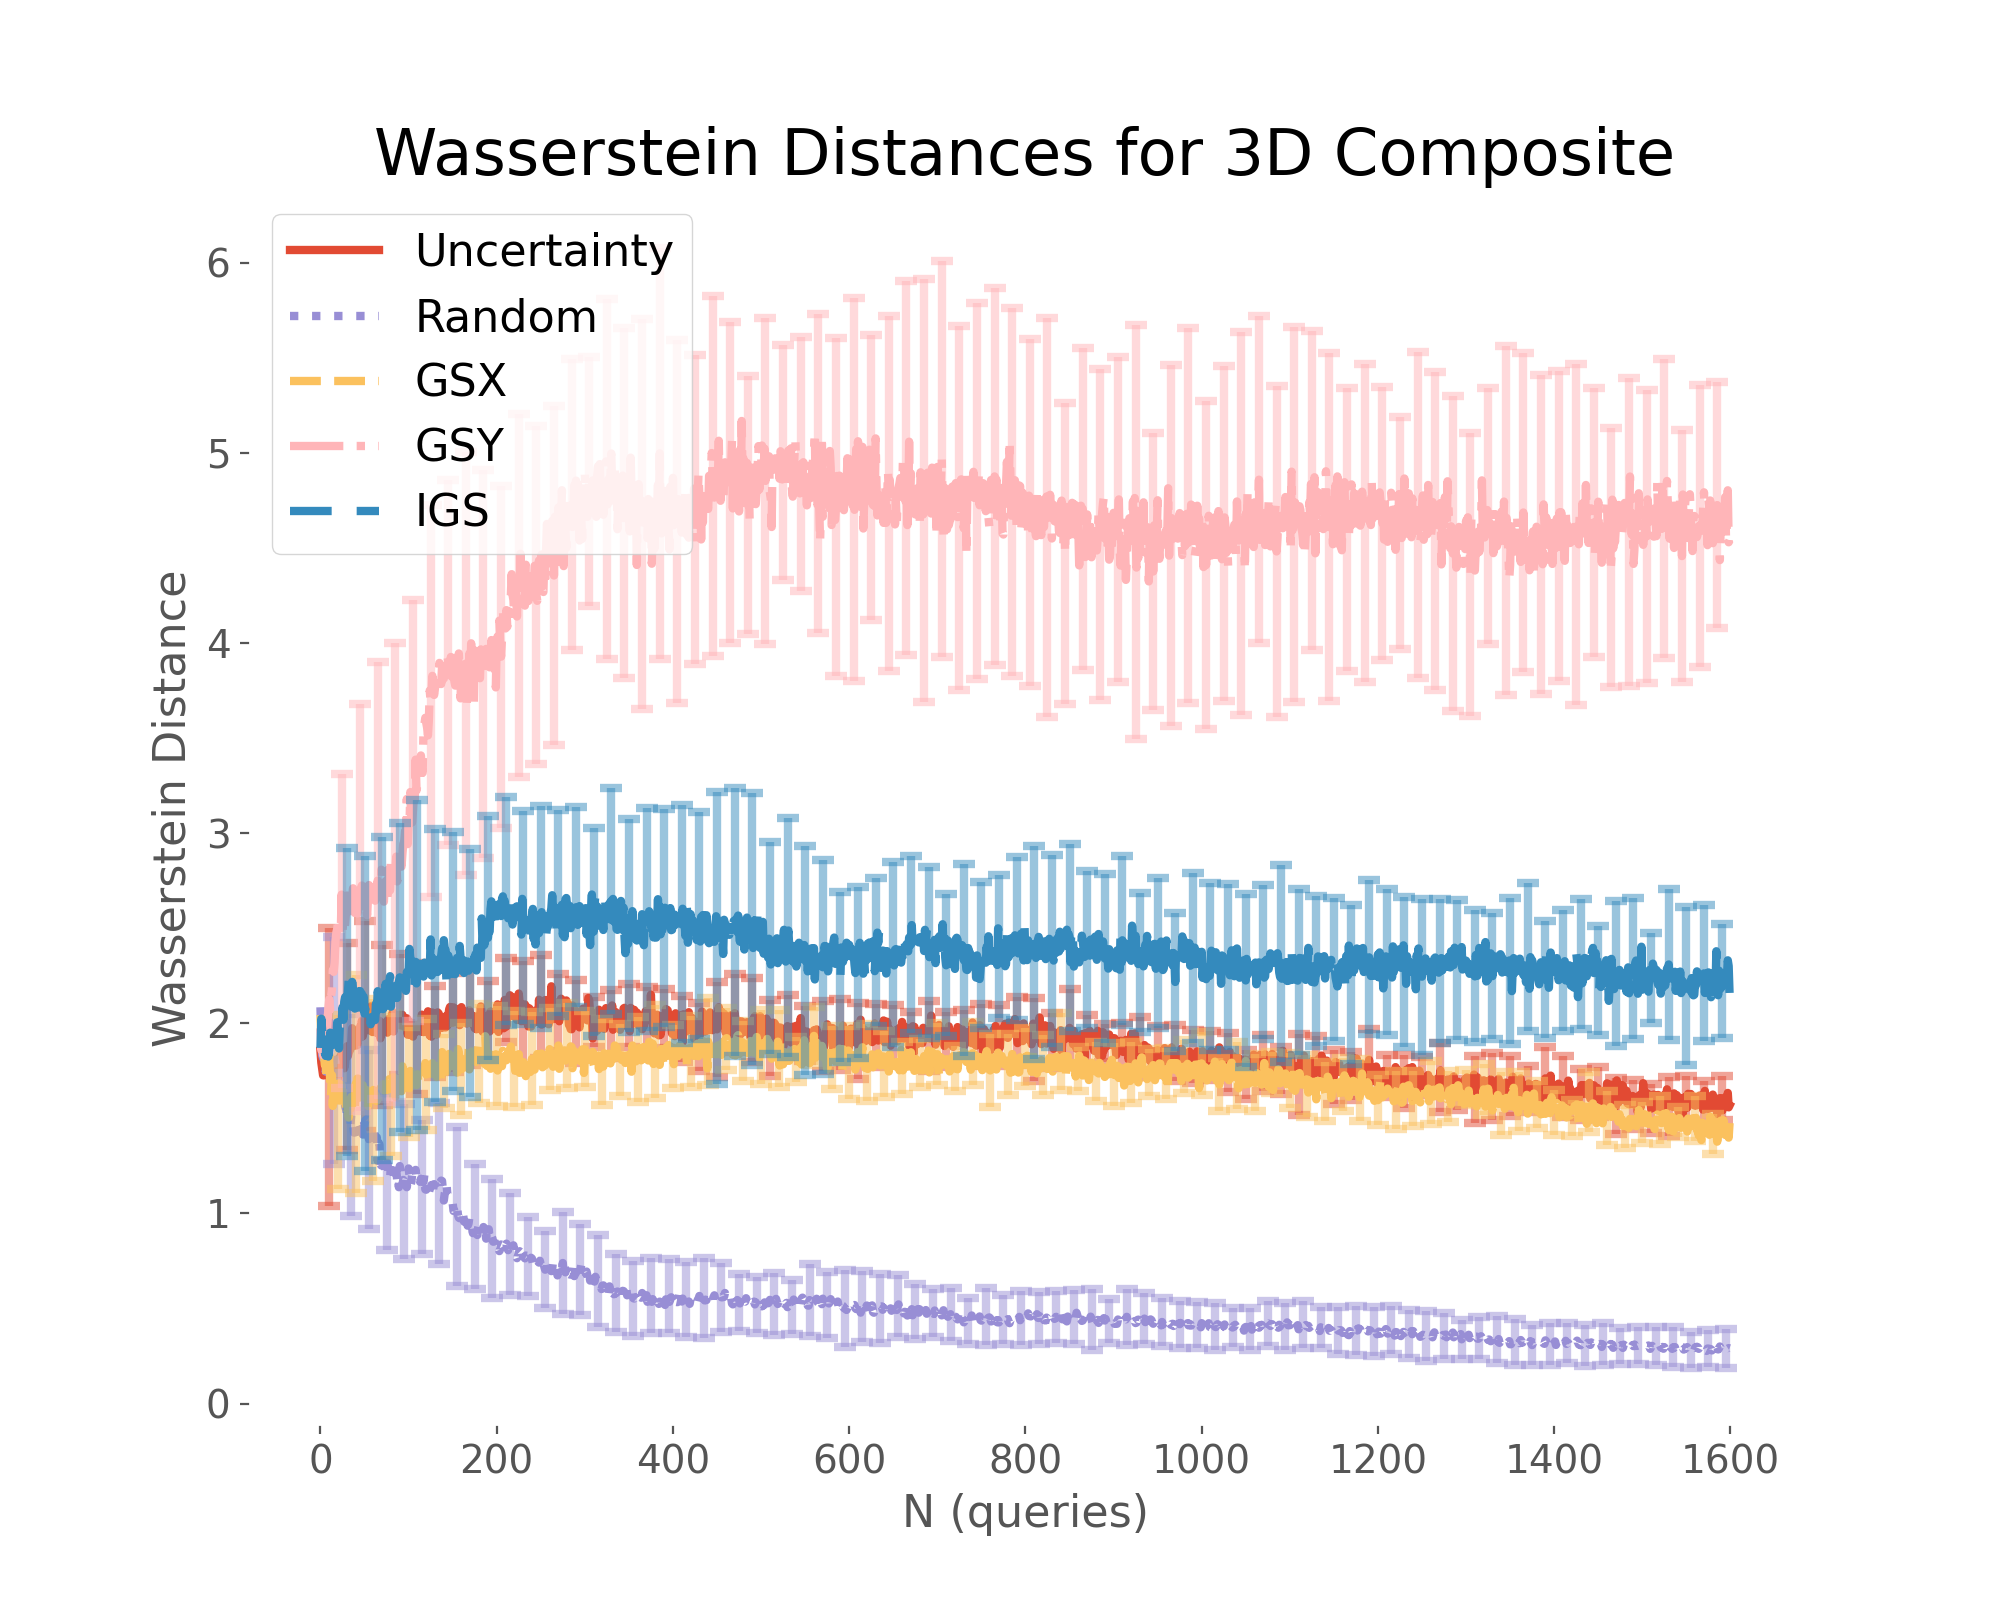 Wasserstein Distances for 3D Composite
Uncertainty
Random
GSX
GSY
IGS
Wasserstein Distance
6
5
4
3
2
1
0
0 200 400 600 800 1000 1200 1400 1600
N (queries)